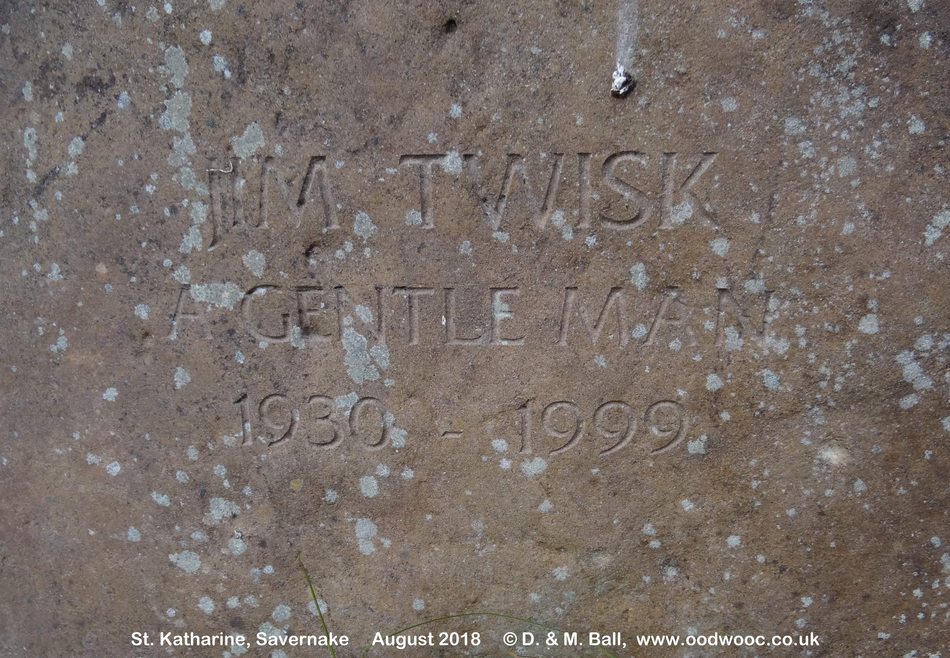 JIM TWISK
A GENTLE MAN
1930 - 1999
St. Katharine, Savernake August 2018 © D. & M. Ball, www.oodwooc.co.uk